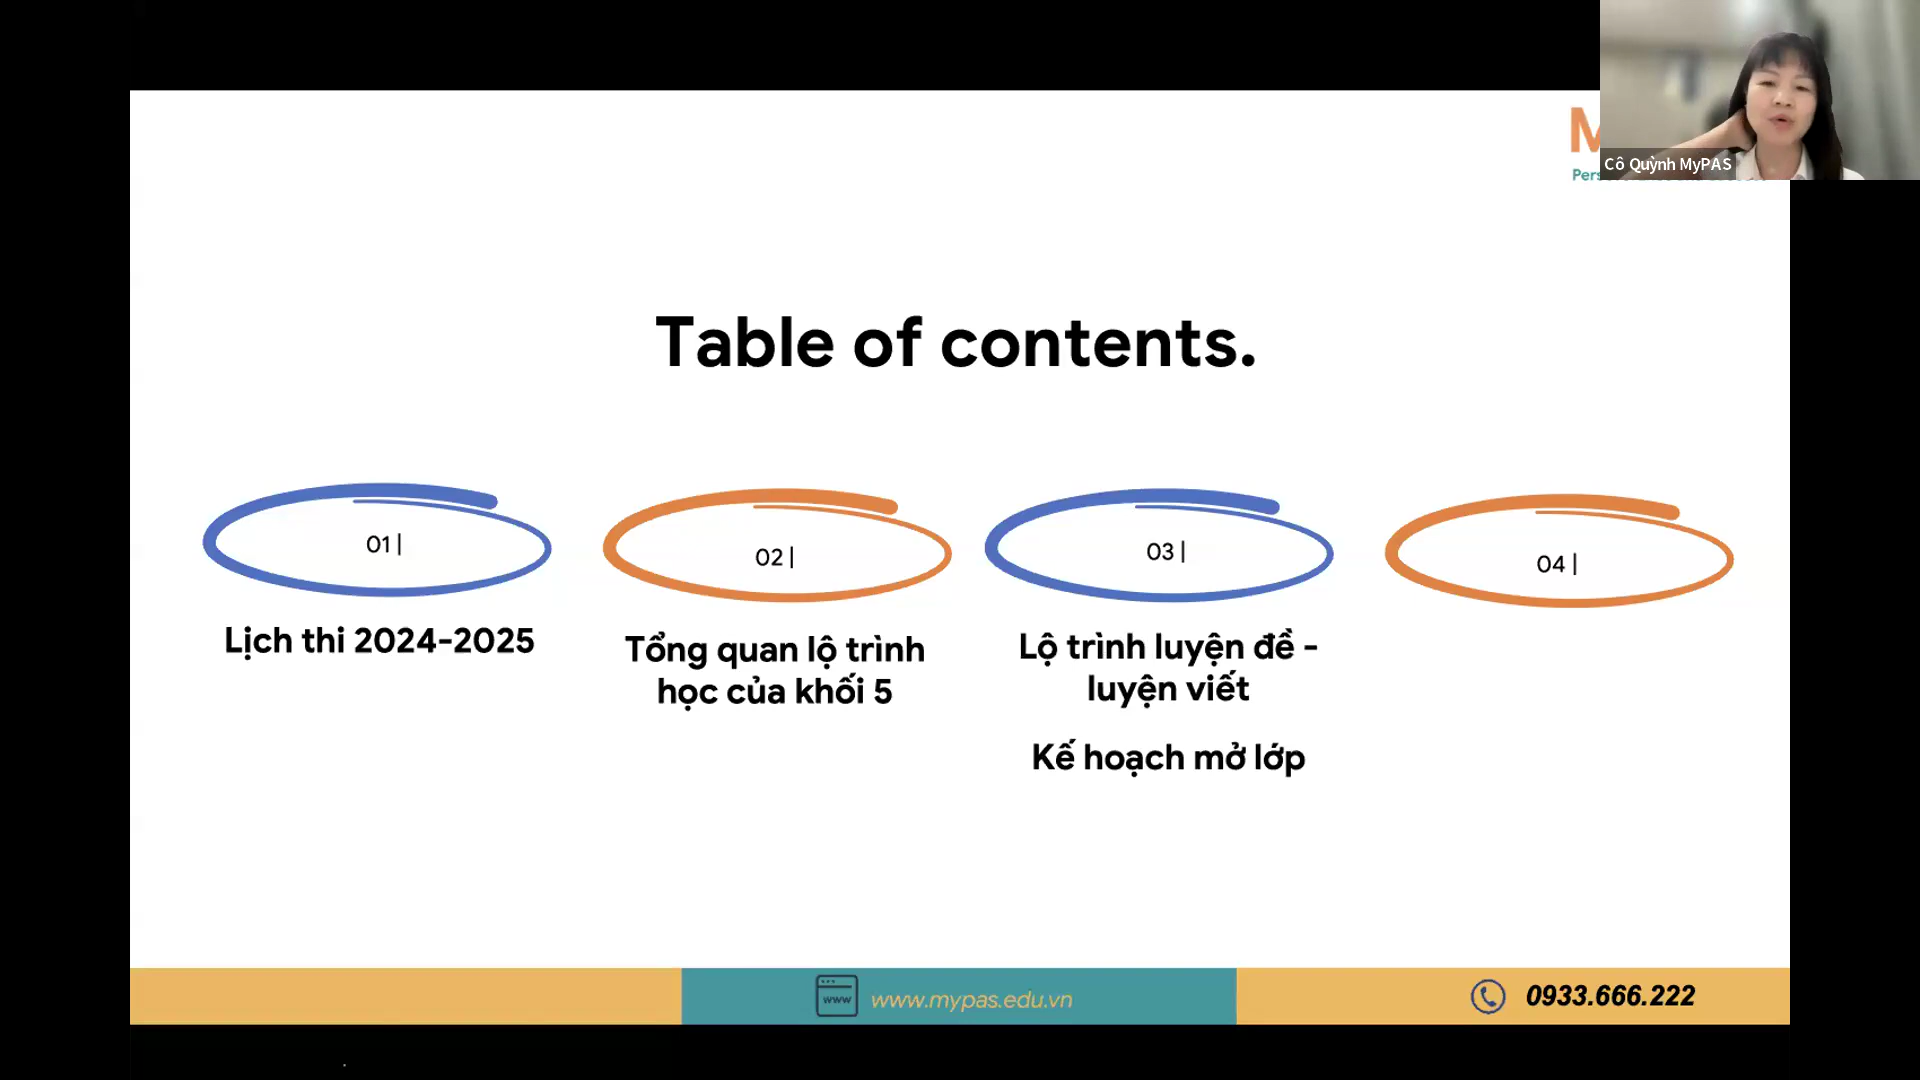 Cô Quỳnh MyPAS
Table of contents.
01 |
02 |
03 |
04 |
Lịch thi 2024-2025
Tổng quan lộ trình
học của khối 5
Lộ trình luyện đề -
luyện viết
Kế hoạch mở lớp
www
www.mypas.edu.vn
0933.666.222